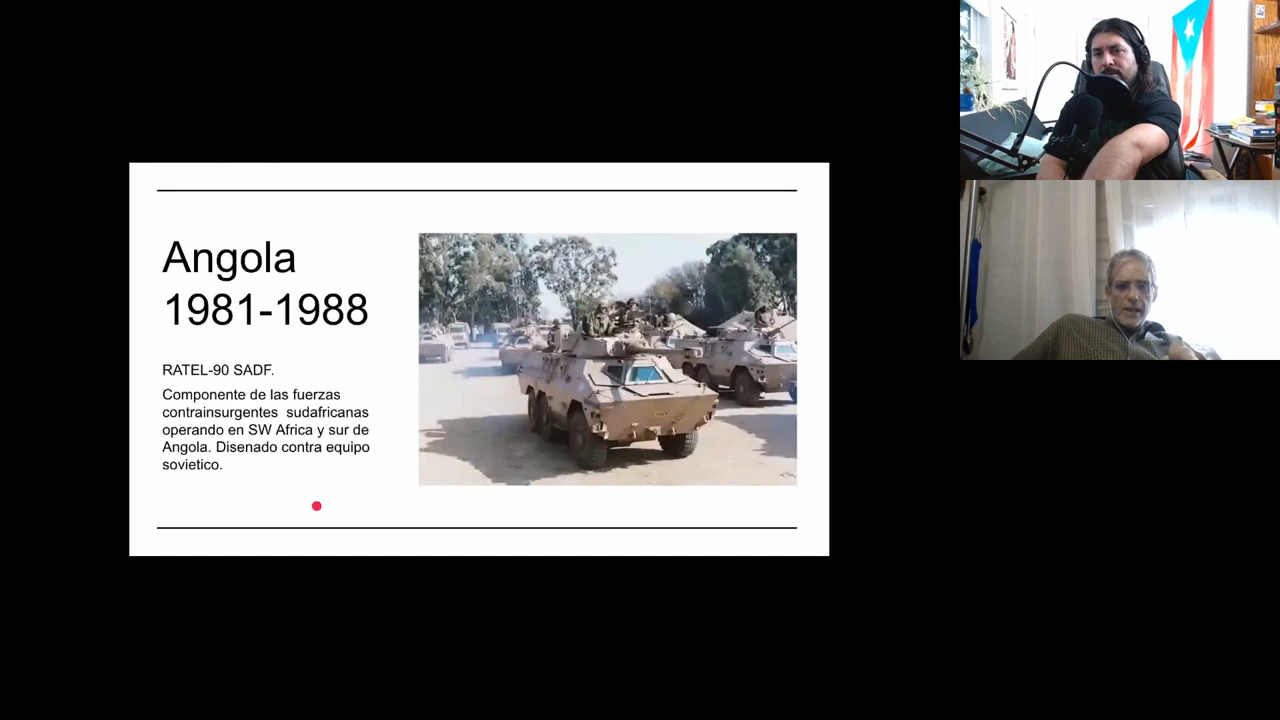 Angola
1981-1988
RATEL-90 SADF.
Componente de las fuerzas
contrainsurgentes sudafricanas
operando en SW Africa y sur de
Angola. Disenado contra equipo
sovietico.